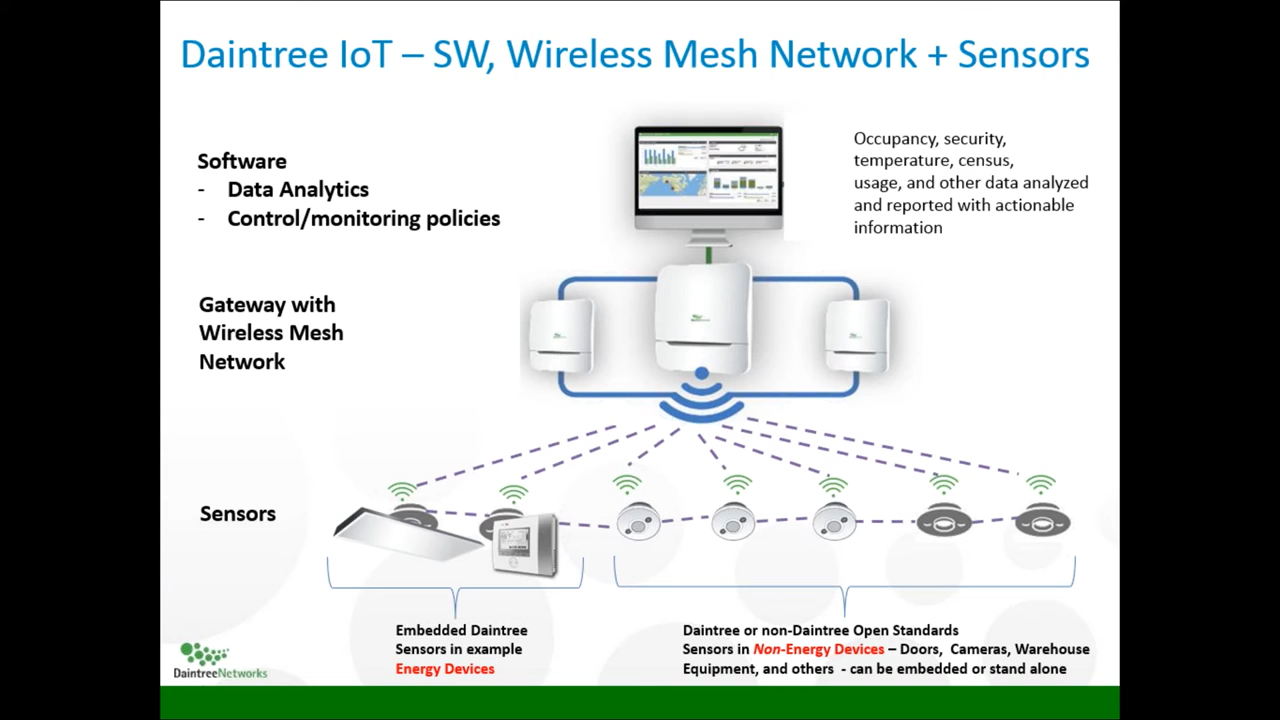 Daintree IoT – SW, Wireless Mesh Network + Sensors
Software
- Data Analytics
- Control/monitoring policies
Occupancy, security,
temperature, census,
usage, and other data analyzed
and reported with actionable
information
Gateway with
Wireless Mesh
Network
Sensors
Embedded Daintree
Sensors in example
Energy Devices
Daintree or non-Daintree Open Standards
Sensors in Non-Energy Devices – Doors, Cameras, Warehouse
Equipment, and others - can be embedded or stand alone
DaintreeNetworks